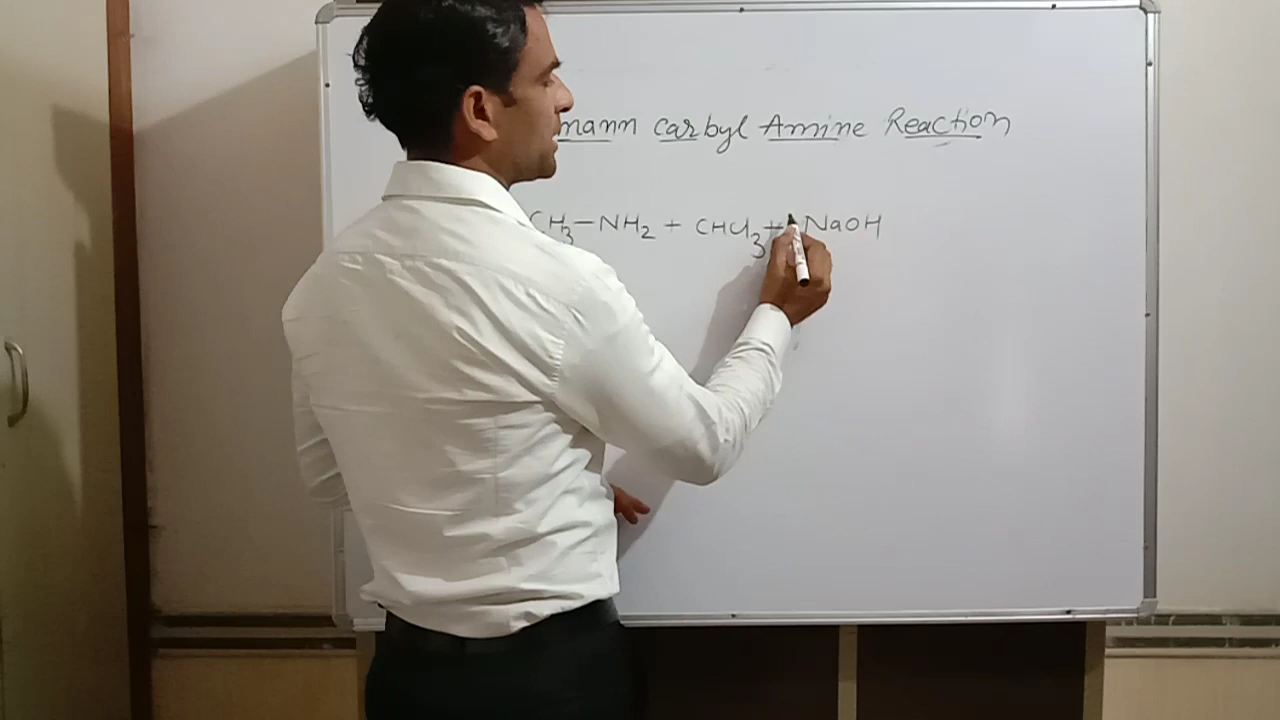 mann Carbyl Amine Reaction
CH3-NH2 + CHCl3 + NaOH